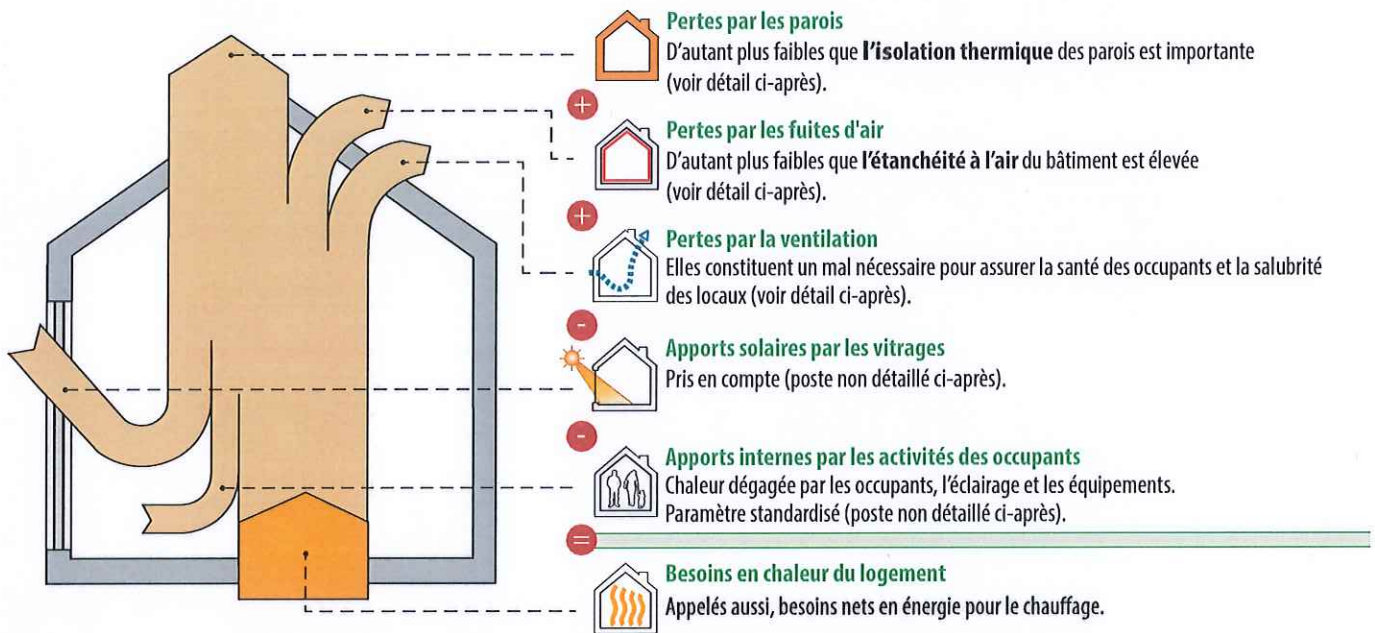 Pertes par les parois
D'autant plus faibles que l'isolation thermique des parois est importante
(voir détail ci-après).
+
Pertes par les fuites d'air
D'autant plus faibles que l'étanchéité à l'air du bâtiment est élevée
(voir détail ci-après).
+
Pertes par la ventilation
Elles constituent un mal nécessaire pour assurer la santé des occupants et la salubrité
des locaux (voir détail ci-après).
-
Apports solaires par les vitrages
Pris en compte (poste non détaillé ci-après).
-
Apports internes par les activités des occupants
Chaleur dégagée par les occupants, l'éclairage et les équipements.
Paramètre standardisé (poste non détaillé ci-après).
=
Besoins en chaleur du logement
Appelés aussi, besoins nets en énergie pour le chauffage.